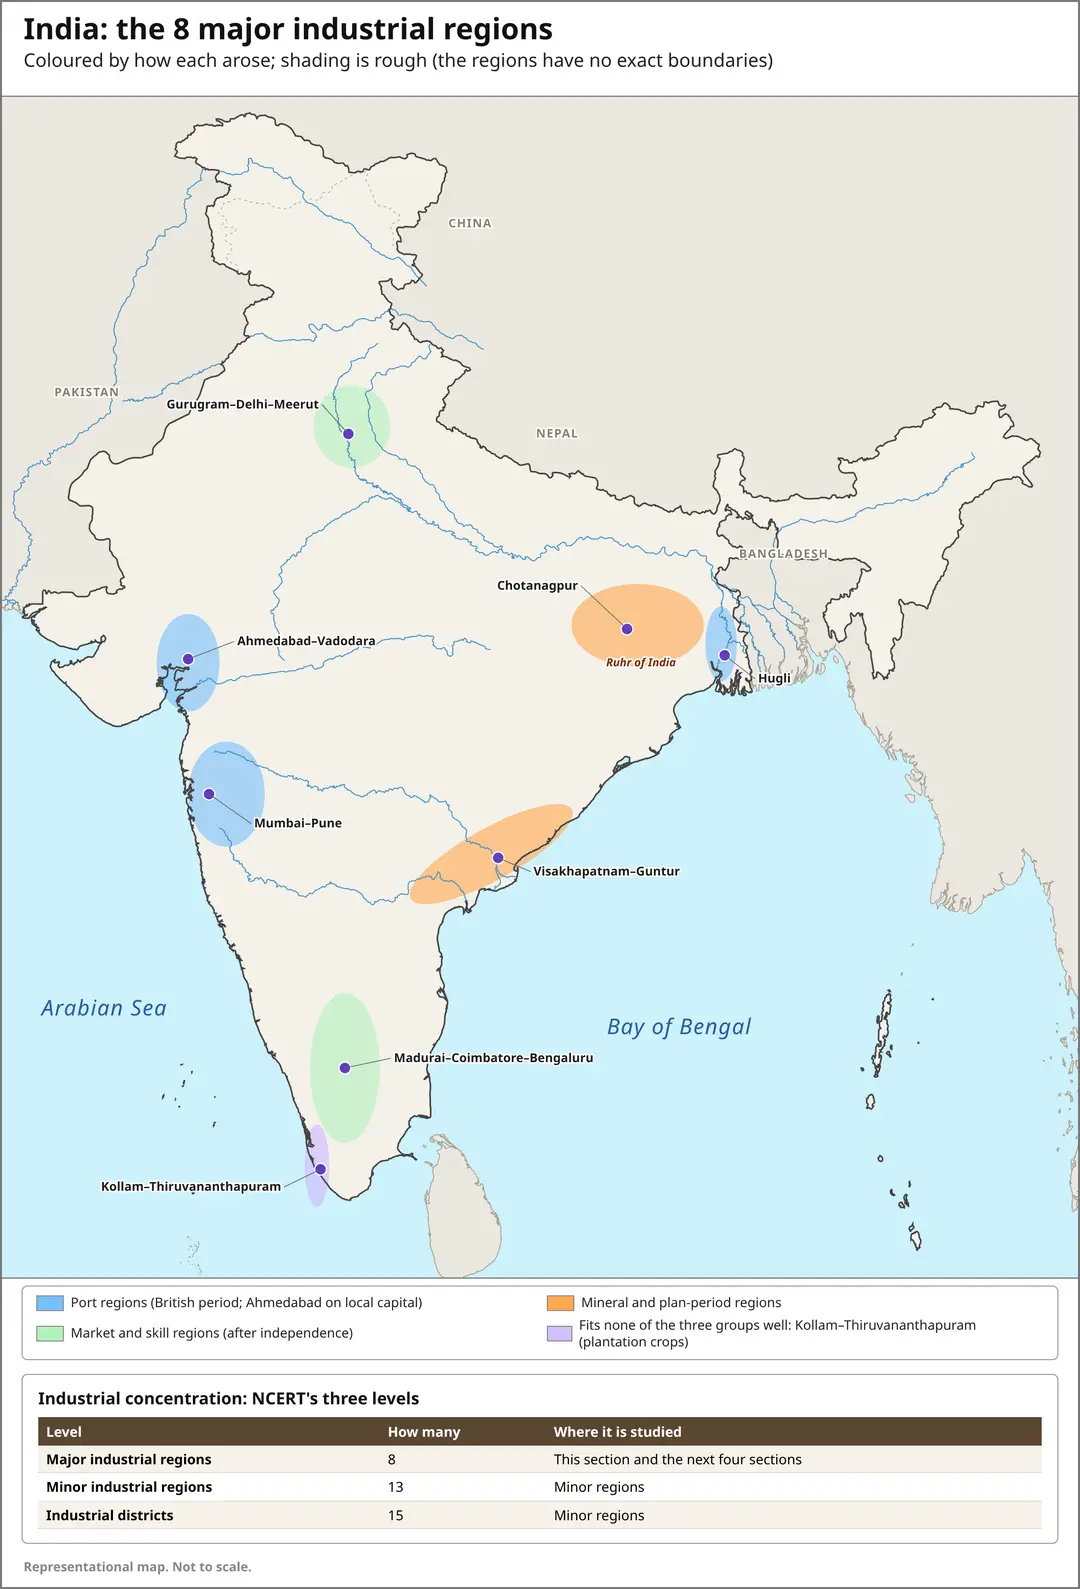 India: the 8 major industrial regions
Coloured by how each arose; shading is rough (the regions have no exact boundaries)
CHINA
PAKISTAN
Gurugram–Delhi–Meerut
NEPAL
BANGLADESH
Chotanagpur
Ahmedabad–Vadodara
Ruhr of India
Hugli
Mumbai–Pune
Visakhapatnam–Guntur
Arabian Sea
Bay of Bengal
Madurai–Coimbatore–Bengaluru
Kollam–Thiruvananthapuram
Port regions (British period; Ahmedabad on local capital)
Mineral and plan-period regions
Market and skill regions (after independence)
Fits none of the three groups well: Kollam–Thiruvananthapuram
(plantation crops)
Industrial concentration: NCERT's three levels
Level How many Where it is studied
Major industrial regions 8 This section and the next four sections
Minor industrial regions 13 Minor regions
Industrial districts 15 Minor regions
Representational map. Not to scale.